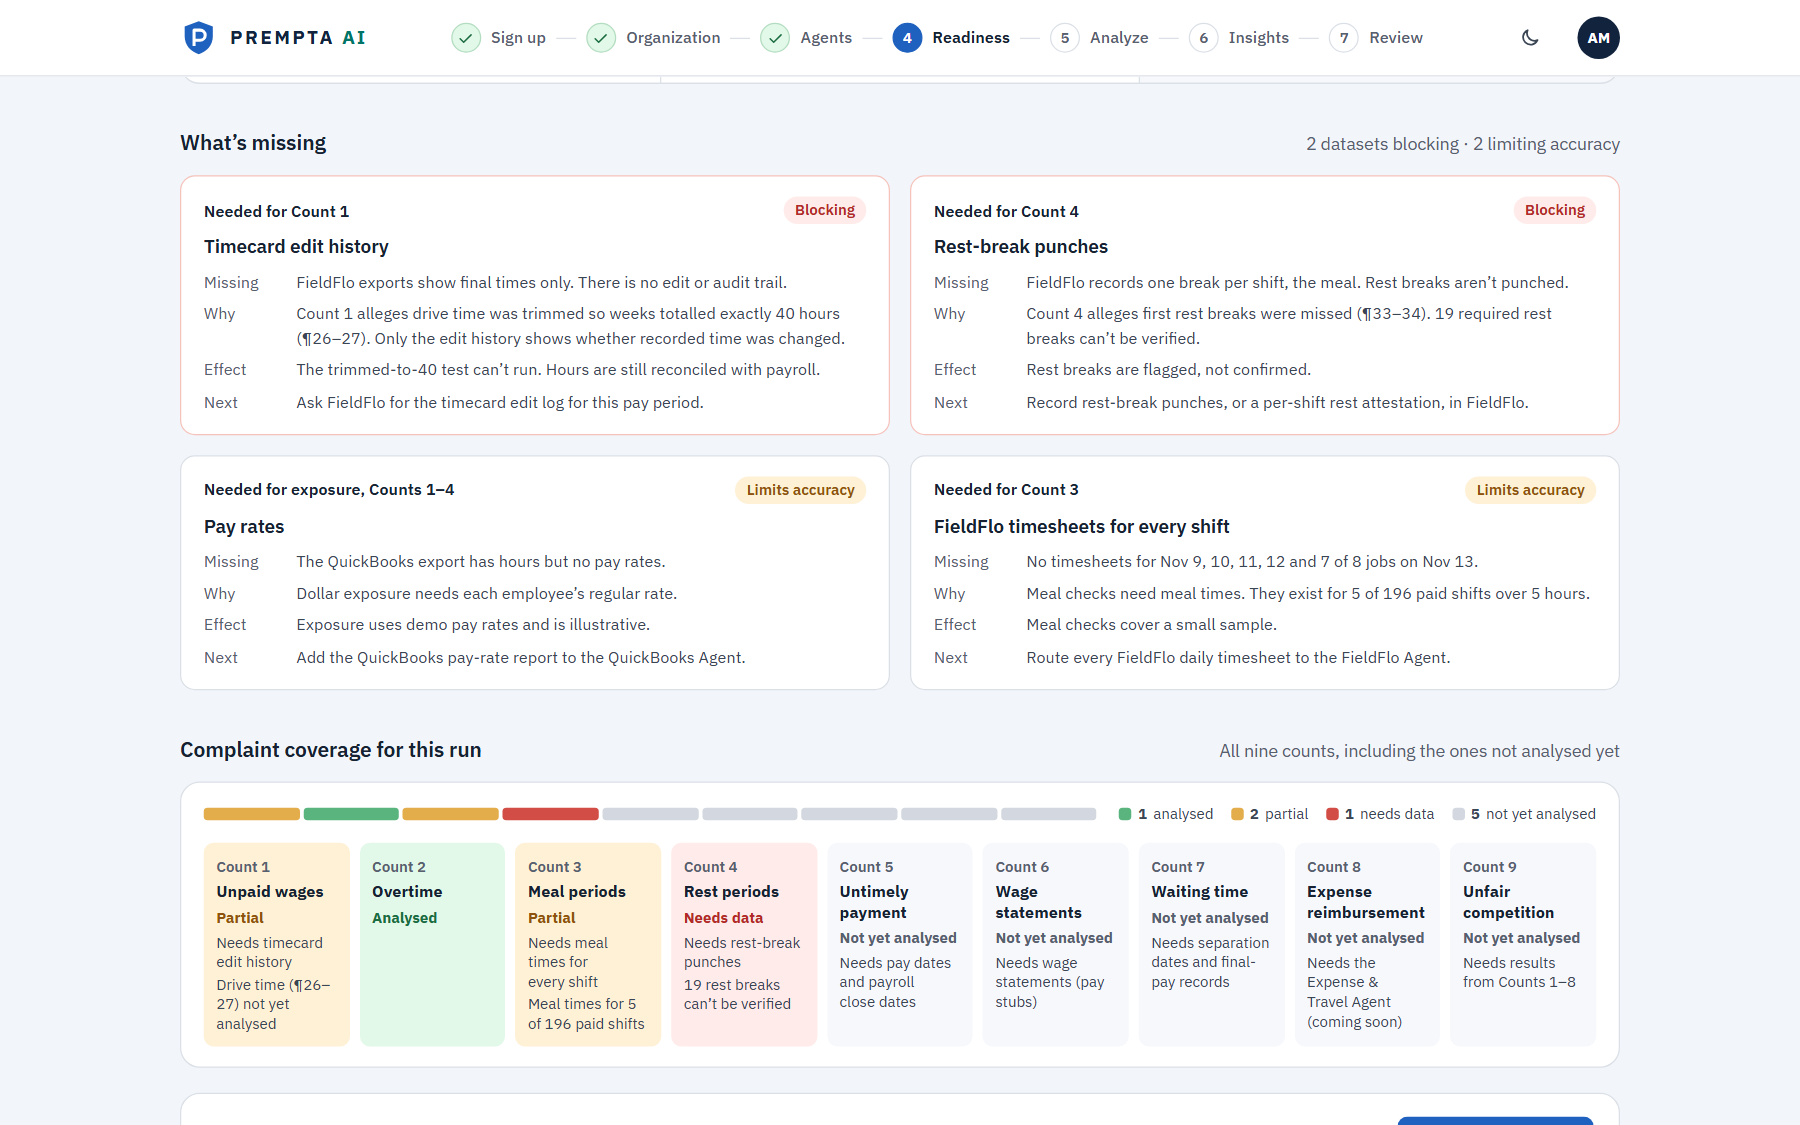 PREMPTA AI
Sign up
Organization
Agents
4 Readiness
5 Analyze
6 Insights
7 Review
AM
What’s missing
2 datasets blocking · 2 limiting accuracy
Needed for Count 1
Blocking
Timecard edit history
Missing FieldFlo exports show final times only. There is no edit or audit trail.
Why Count 1 alleges drive time was trimmed so weeks totalled exactly 40 hours
(¶26–27). Only the edit history shows whether recorded time was changed.
Effect The trimmed-to-40 test can’t run. Hours are still reconciled with payroll.
Next Ask FieldFlo for the timecard edit log for this pay period.
Needed for Count 4
Blocking
Rest-break punches
Missing FieldFlo records one break per shift, the meal. Rest breaks aren’t punched.
Why Count 4 alleges first rest breaks were missed (¶33–34). 19 required rest
breaks can’t be verified.
Effect Rest breaks are flagged, not confirmed.
Next Record rest-break punches, or a per-shift rest attestation, in FieldFlo.
Needed for exposure, Counts 1–4
Limits accuracy
Pay rates
Missing The QuickBooks export has hours but no pay rates.
Why Dollar exposure needs each employee’s regular rate.
Effect Exposure uses demo pay rates and is illustrative.
Next Add the QuickBooks pay-rate report to the QuickBooks Agent.
Needed for Count 3
Limits accuracy
FieldFlo timesheets for every shift
Missing No timesheets for Nov 9, 10, 11, 12 and 7 of 8 jobs on Nov 13.
Why Meal checks need meal times. They exist for 5 of 196 paid shifts over 5 hours.
Effect Meal checks cover a small sample.
Next Route every FieldFlo daily timesheet to the FieldFlo Agent.
Complaint coverage for this run
All nine counts, including the ones not analysed yet
1 analysed
2 partial
1 needs data
5 not yet analysed
Count 1
Unpaid wages
Partial
Needs timecard
edit history
Drive time (¶26–
27) not yet
analysed
Count 2
Overtime
Analysed
Count 3
Meal periods
Partial
Needs meal
times for
every shift
Meal times for 5
of 196 paid shifts
Count 4
Rest periods
Needs data
Needs rest-break
punches
19 rest breaks
can’t be verified
Count 5
Untimely
payment
Not yet analysed
Needs pay dates
and payroll
close dates
Count 6
Wage
statements
Not yet analysed
Needs wage
statements (pay
stubs)
Count 7
Waiting time
Not yet analysed
Needs separation
dates and final-
pay records
Count 8
Expense
reimbursement
Not yet analysed
Needs the
Expense &
Travel Agent
(coming soon)
Count 9
Unfair
competition
Not yet analysed
Needs results
from Counts 1–8